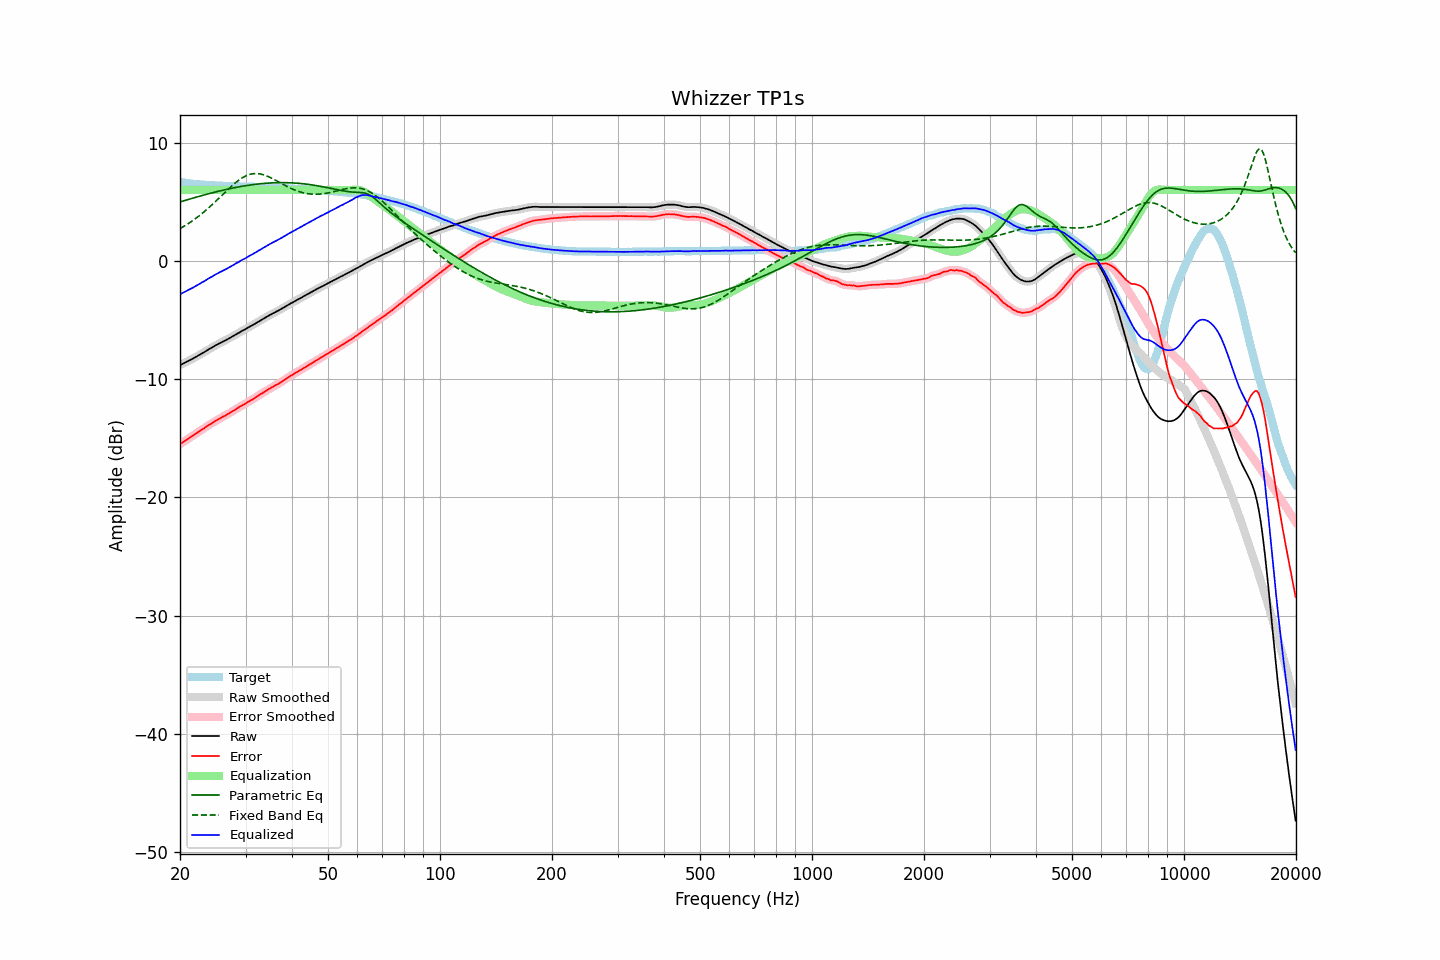 Whizzer TP1s
10
0
−10
−20
−30
−40
−50
Amplitude (dBr)
Target
Raw Smoothed
Error Smoothed
Raw
Error
Equalization
Parametric Eq
Fixed Band Eq
Equalized
20 50 100 200 500 1000 2000 5000 10000 20000
Frequency (Hz)